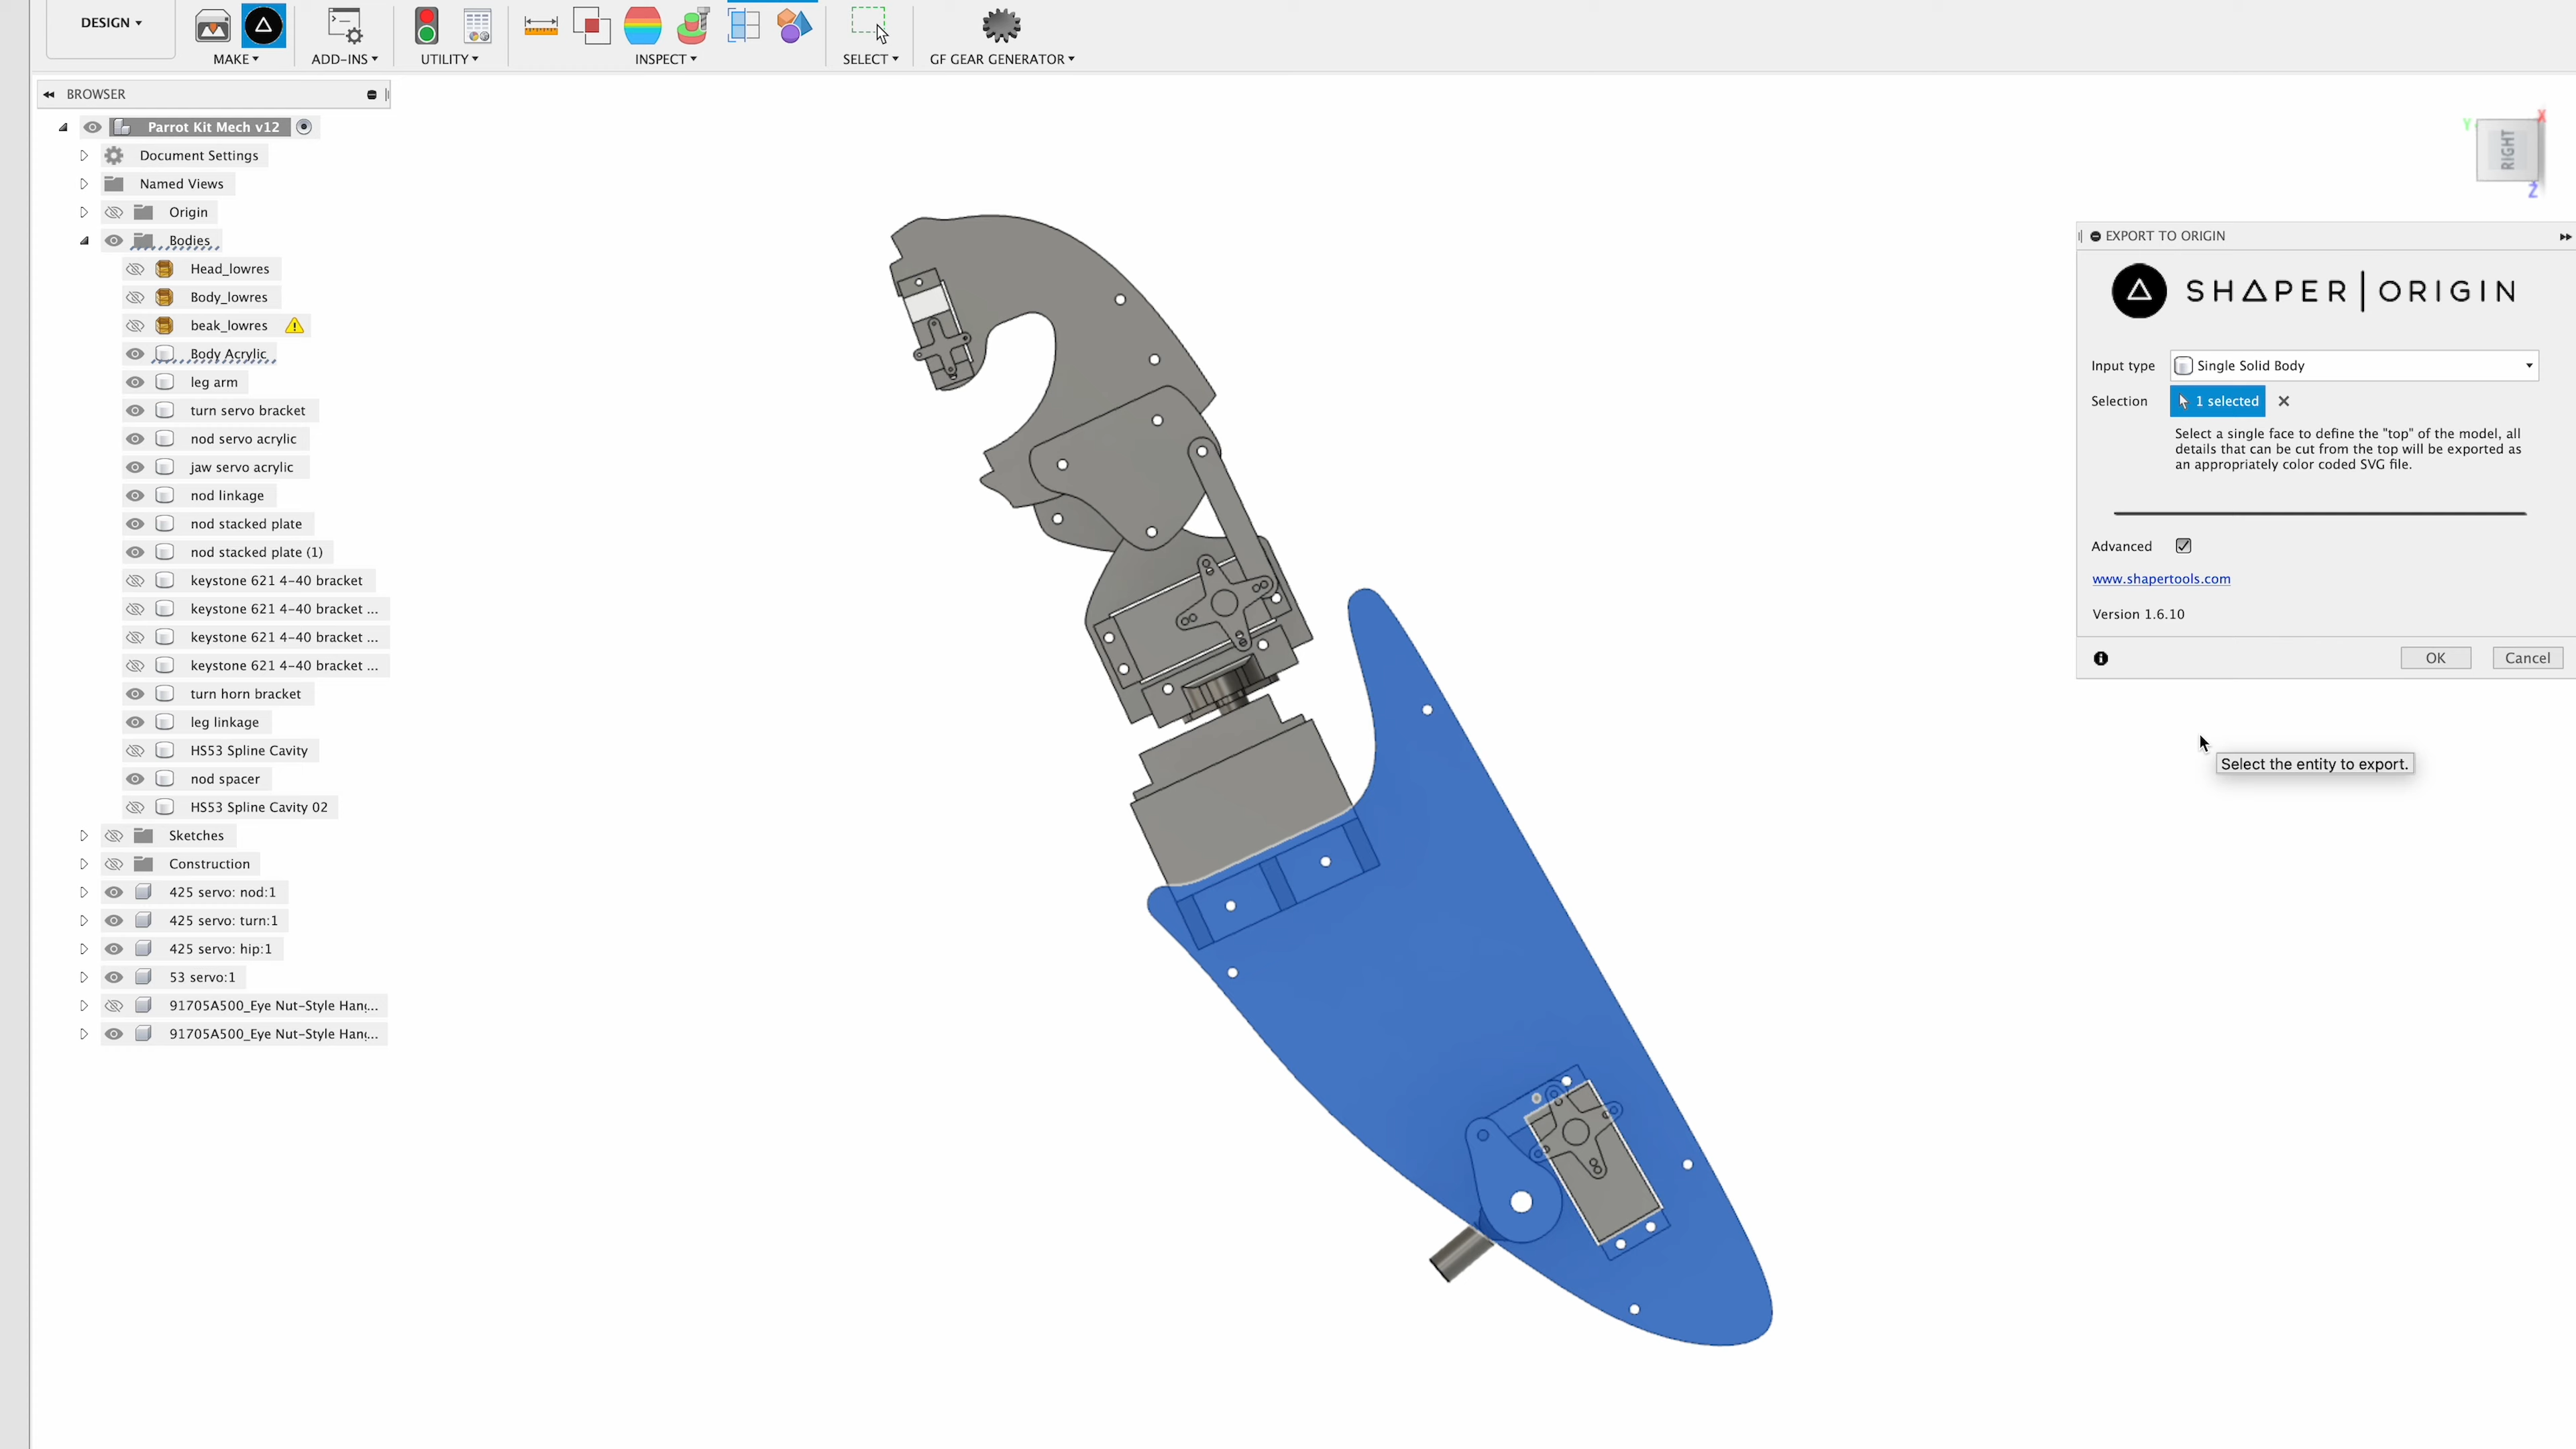 DESIGN
MAKE
ADD-INS
UTILITY
INSPECT
SELECT
GF GEAR GENERATOR
BROWSER
Parrot Kit Mech v12
Document Settings
Named Views
Origin
Bodies
Head_lowres
Body_lowres
beak_lowres
Body Acrylic
leg arm
turn servo bracket
nod servo acrylic
jaw servo acrylic
nod linkage
nod stacked plate
nod stacked plate (1)
keystone 621 4-40 bracket
keystone 621 4-40 bracket ...
keystone 621 4-40 bracket ...
keystone 621 4-40 bracket ...
turn horn bracket
leg linkage
HS53 Spline Cavity
nod spacer
HS53 Spline Cavity 02
Sketches
Construction
425 servo: nod:1
425 servo: turn:1
425 servo: hip:1
53 servo:1
91705A500_Eye Nut-Style Hang...
91705A500_Eye Nut-Style Hang...
X
Y
RIGHT
Z
EXPORT TO ORIGIN
SHAPER | ORIGIN
Input type Single Solid Body
Selection 1 selected
Select a single face to define the "top" of the model, all
details that can be cut from the top will be exported as
an appropriately color coded SVG file.
Advanced
www.shapertools.com
Version 1.6.10
OK Cancel
Select the entity to export.